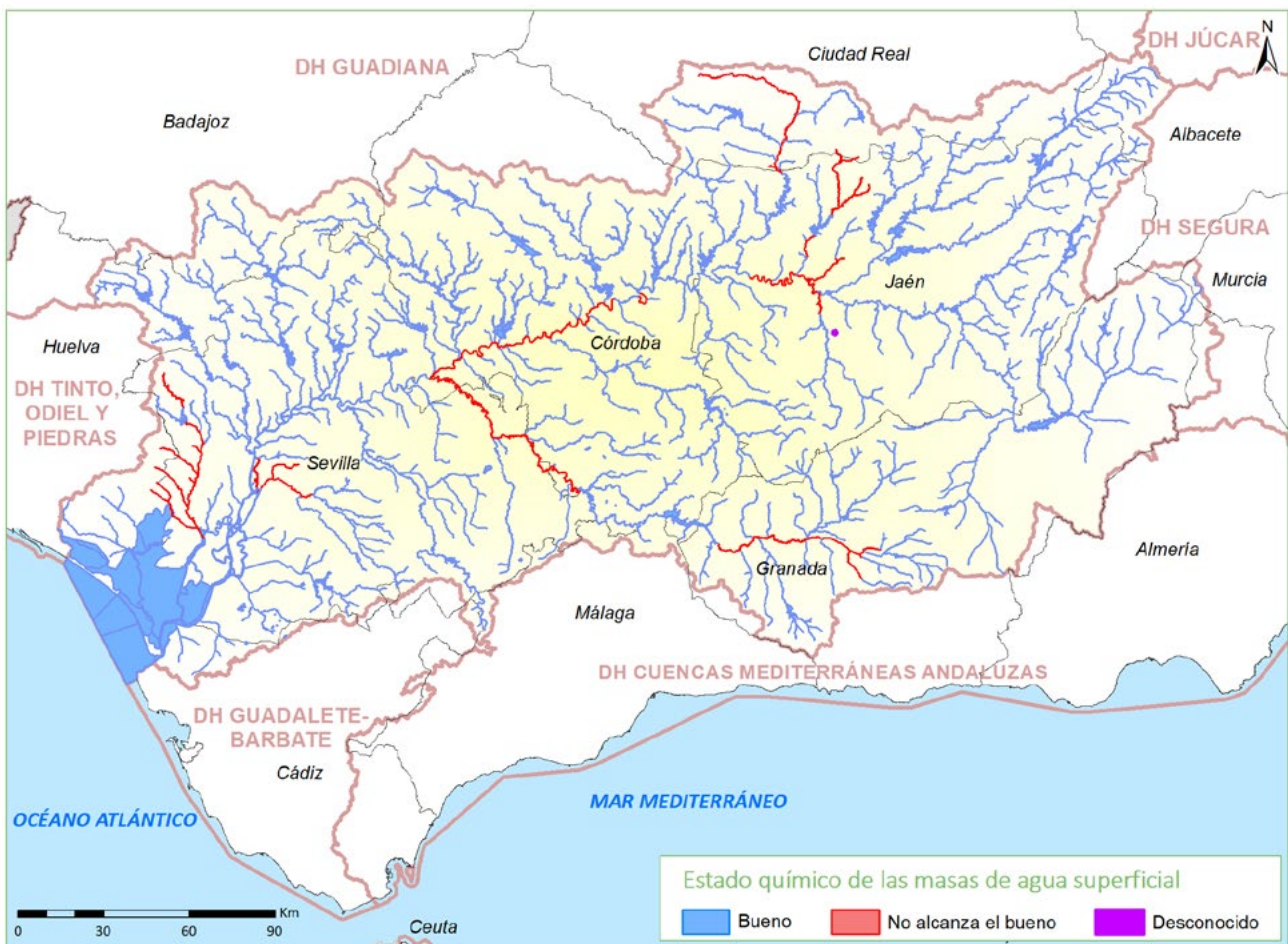 DH JÚCAR
N
Ciudad Real
DH GUADIANA
Badajoz
Albacete
DH SEGURA
Murcia
Jaén
Huelva
Córdoba
DH TINTO,
ODIEL Y
PIEDRAS
Sevilla
Almería
Granada
Málaga
DH CUENCAS MEDITERRÁNEAS ANDALUZAS
DH GUADALETE-
BARBATE
Cádiz
MAR MEDITERRÁNEO
OCÉANO ATLÁNTICO
Estado químico de las masas de agua superficial
Bueno
No alcanza el bueno
Desconocido
Km
0 30 60 90
Ceuta